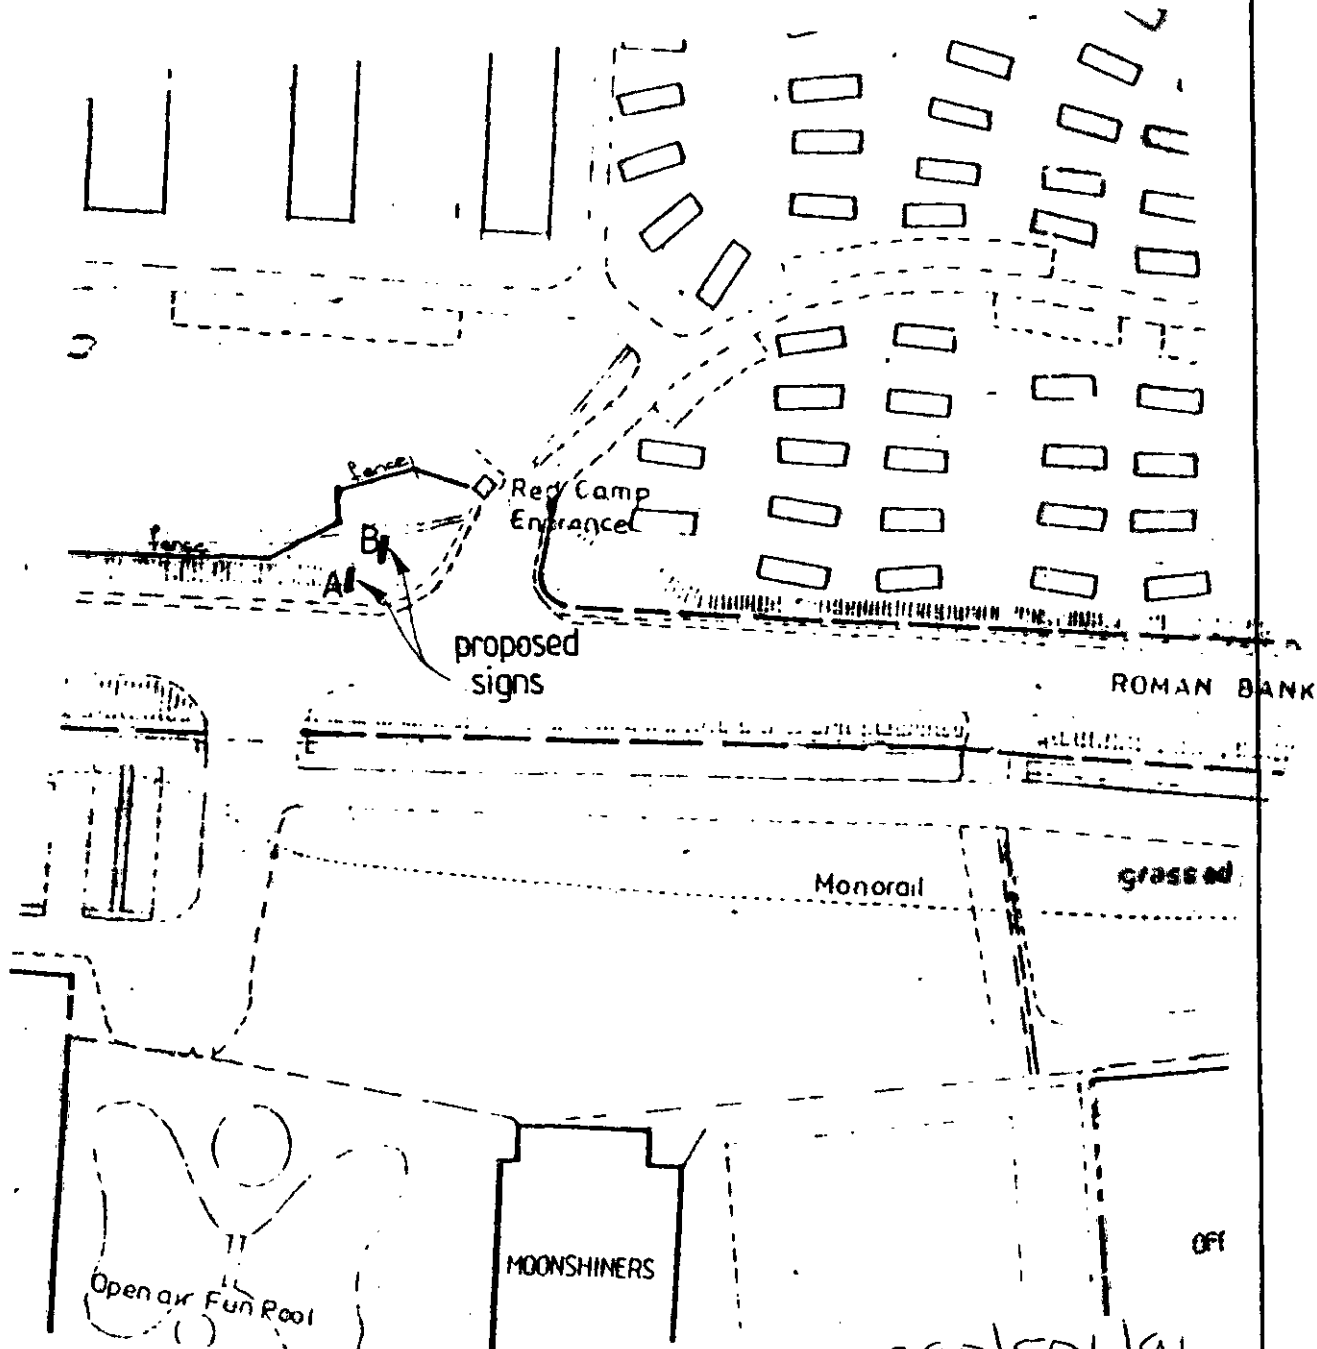 fence
Red Camp
Entrance
fence
B
A
proposed
signs
ROMAN BANK
Monorail
grassed
MOONSHINERS
Off
Open air Fun Pool